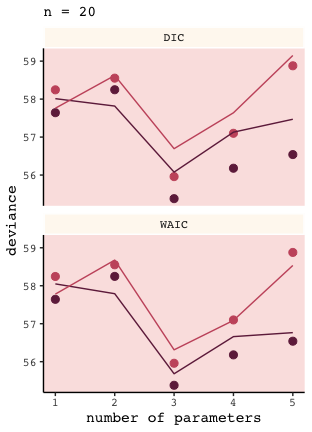 n = 20
DIC
59
58
57
56
WAIC
59
58
57
56
1 2 3 4 5
deviance
number of parameters